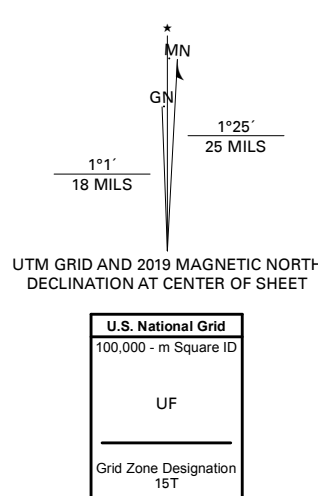 ★
MN
GN
1°25´
25 MILS
1°1´
18 MILS
UTM GRID AND 2019 MAGNETIC NORTH
DECLINATION AT CENTER OF SHEET
U.S. National Grid
100,000 - m Square ID
UF
Grid Zone Designation
15T